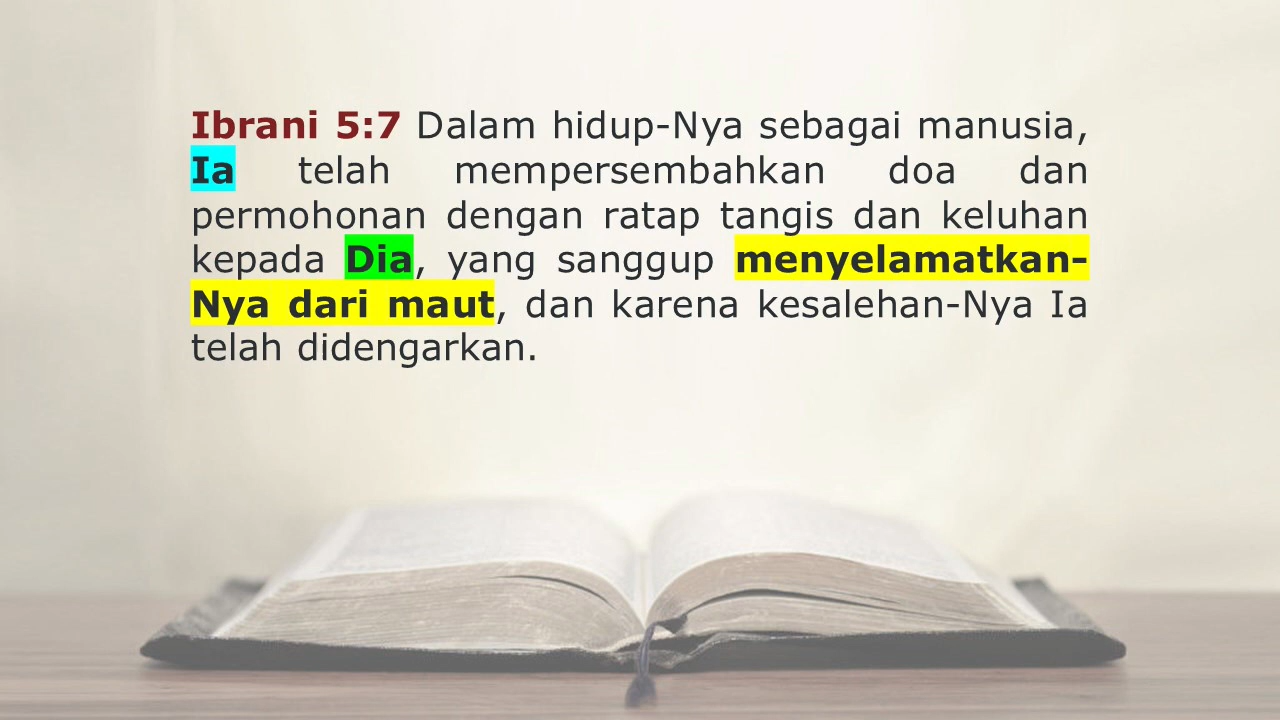 Ibrani 5:7 Dalam hidup-Nya sebagai manusia,
Ia telah mempersembahkan doa dan
permohonan dengan ratap tangis dan keluhan
kepada Dia, yang sanggup menyelamatkan-
Nya dari maut, dan karena kesalehan-Nya Ia
telah didengarkan.